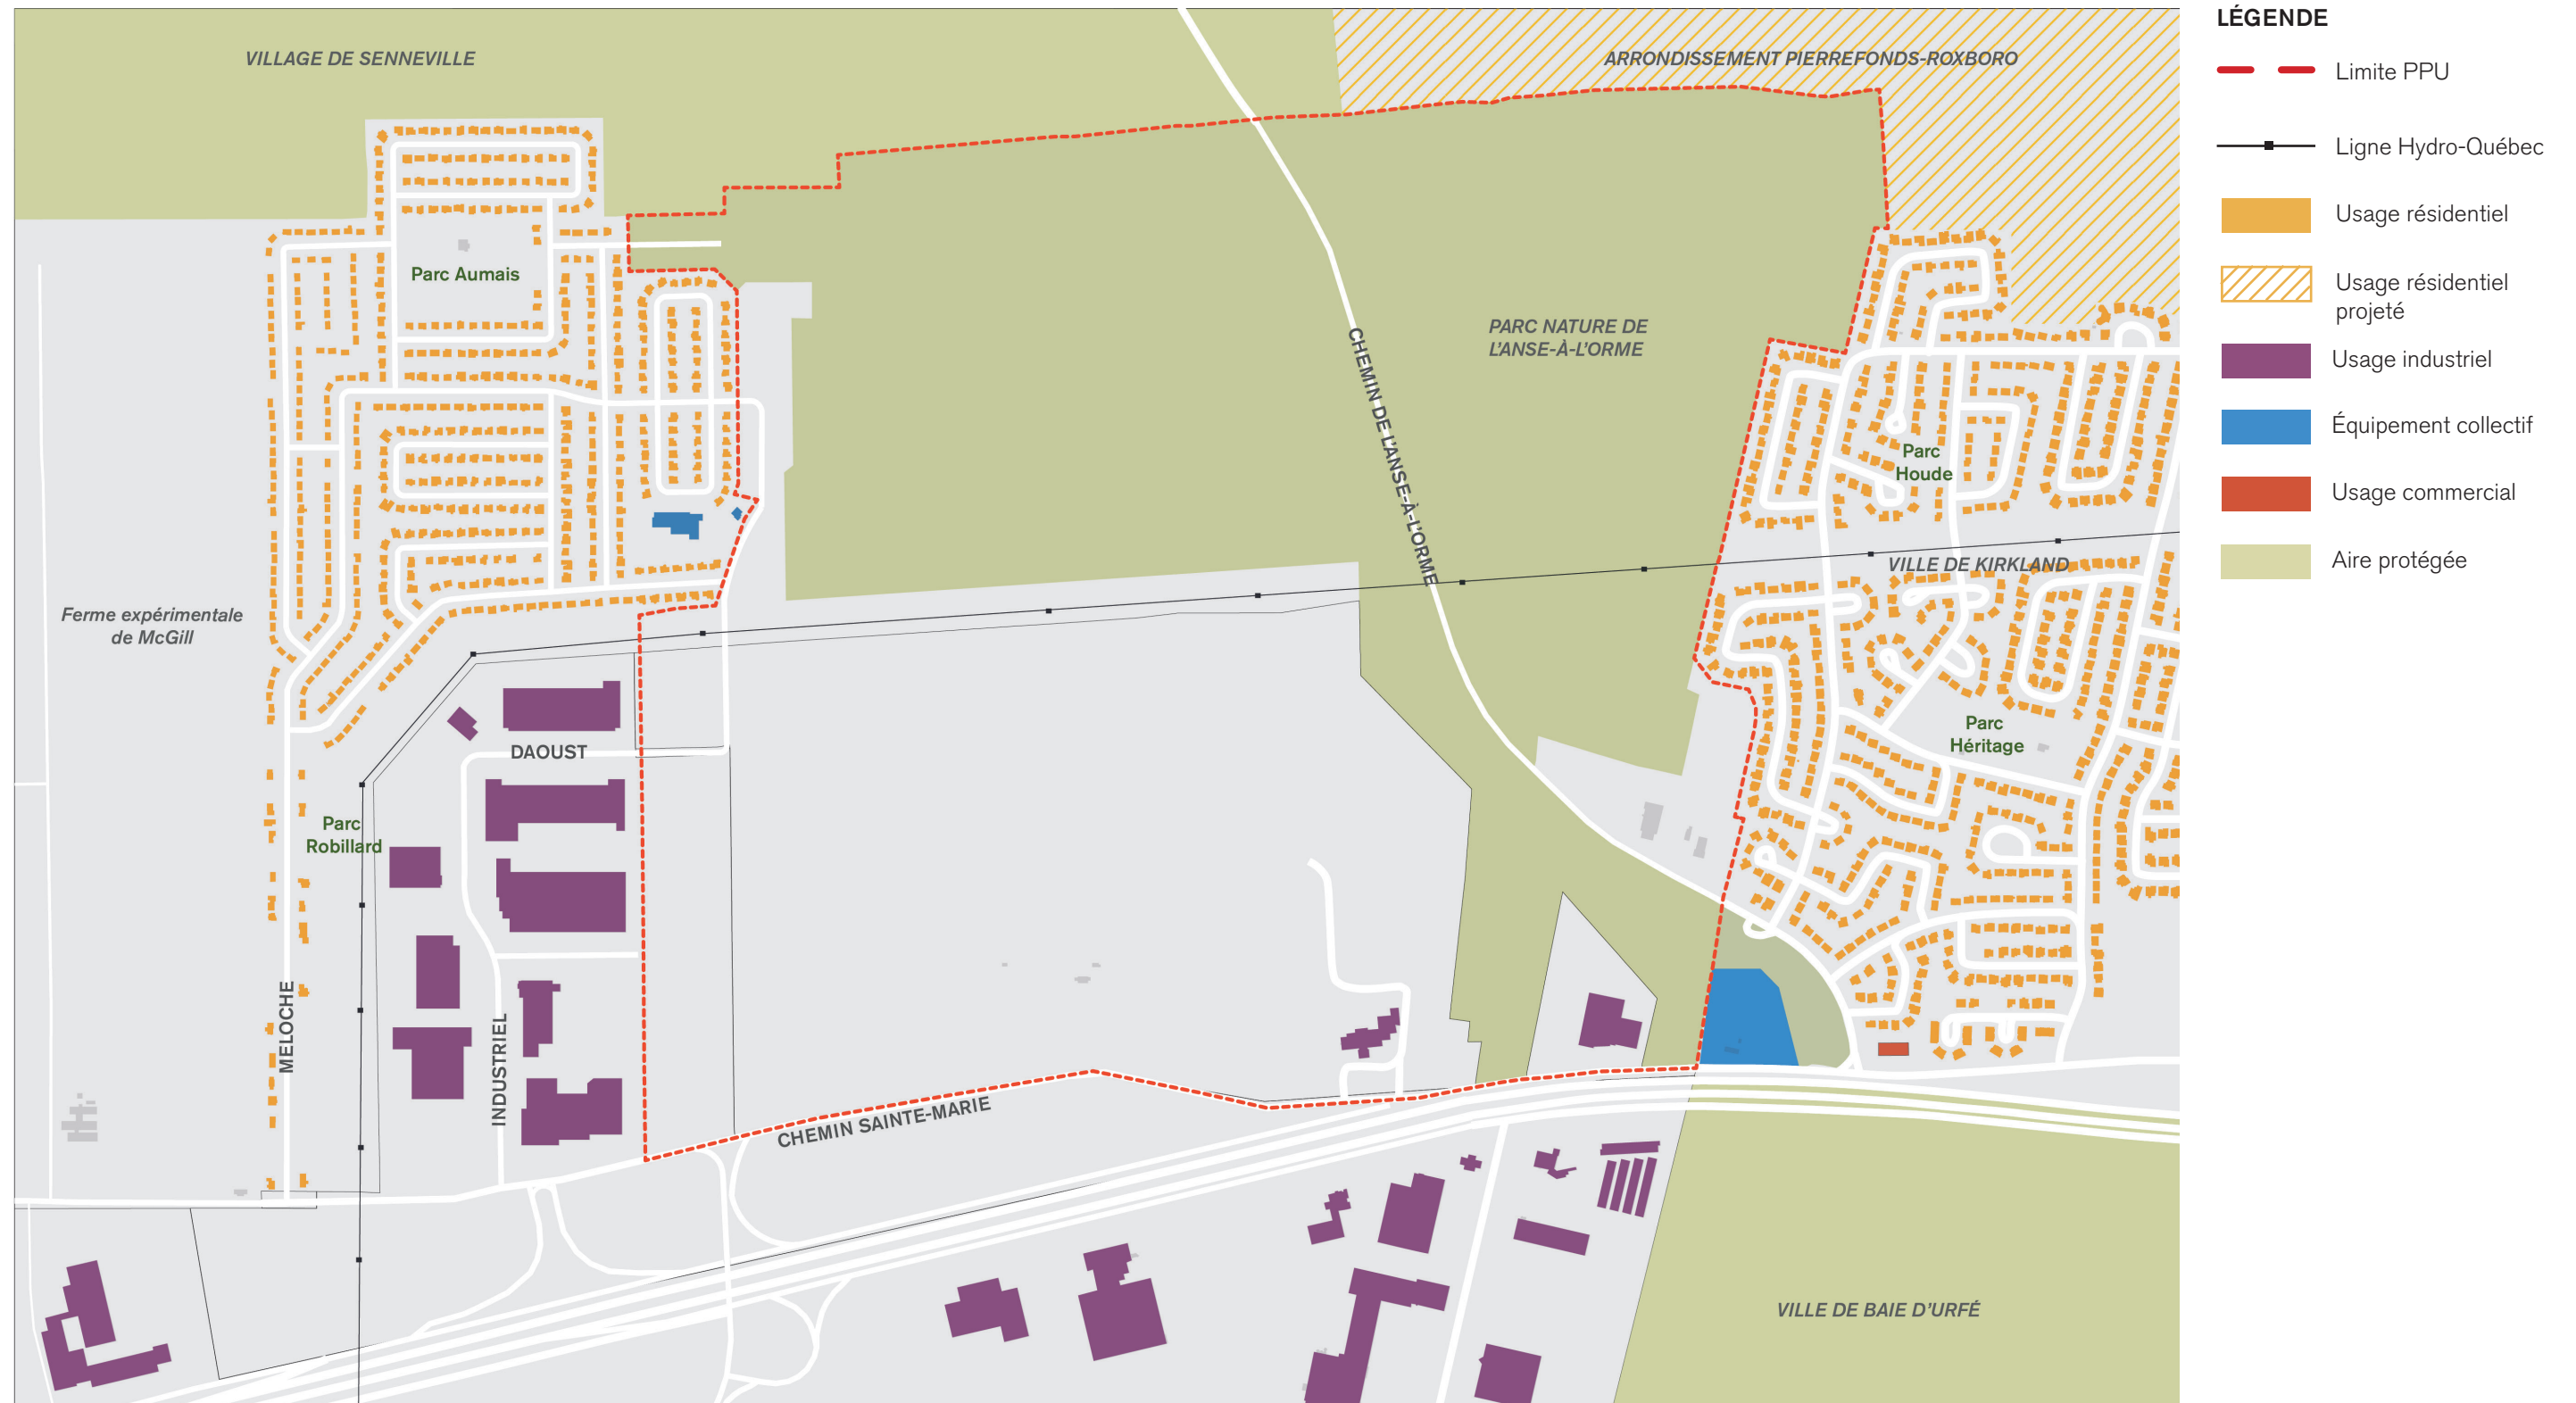 VILLAGE DE SENNEVILLE
ARRONDISSEMENT PIERREFONDS-ROXBORO
Parc Aumais
PARC NATURE DE
L'ANSE-À-L'ORME
CHEMIN DE L'ANSE-À-L'ORME
Parc
Houde
VILLE DE KIRKLAND
Ferme expérimentale
de McGill
Parc
Héritage
DAOUST
Parc
Robillard
MELOCHE
INDUSTRIEL
CHEMIN SAINTE-MARIE
VILLE DE BAIE D'URFÉ
LÉGENDE
Limite PPU
Ligne Hydro-Québec
Usage résidentiel
Usage résidentiel
projeté
Usage industriel
Équipement collectif
Usage commercial
Aire protégée